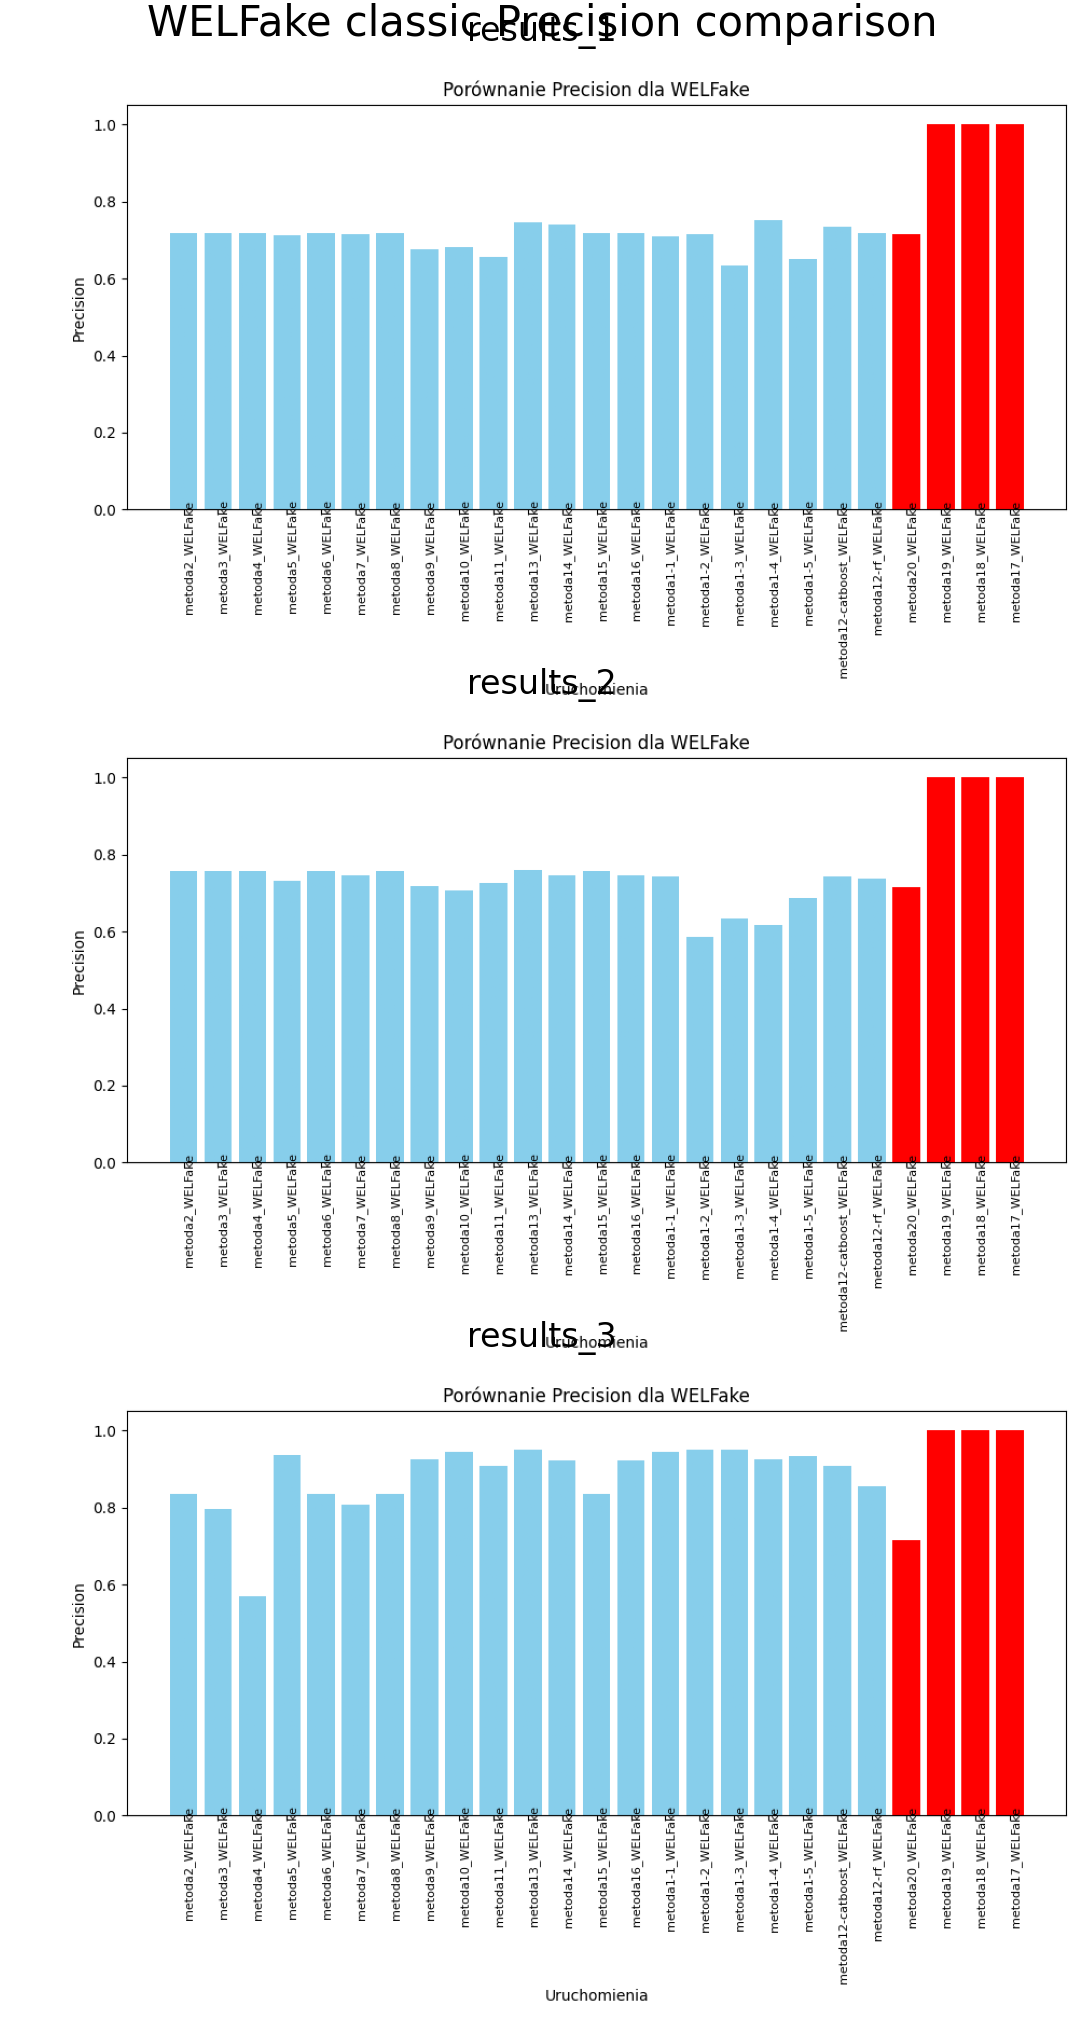 WELFake classic Precision comparison
results_1
Porównanie Precision dla WELFake
Precision
1.0
0.8
0.6
0.4
0.2
0.0
metoda2_WELFake
metoda3_WELFake
metoda4_WELFake
metoda5_WELFake
metoda6_WELFake
metoda7_WELFake
metoda8_WELFake
metoda9_WELFake
metoda10_WELFake
metoda11_WELFake
metoda13_WELFake
metoda14_WELFake
metoda15_WELFake
metoda16_WELFake
metoda1-1_WELFake
metoda1-2_WELFake
metoda1-3_WELFake
metoda1-4_WELFake
metoda1-5_WELFake
metoda12-catboost_WELFake
metoda12-rf_WELFake
metoda20_WELFake
metoda19_WELFake
metoda18_WELFake
metoda17_WELFake
Uruchomienia
results_2
Porównanie Precision dla WELFake
Precision
1.0
0.8
0.6
0.4
0.2
0.0
metoda2_WELFake
metoda3_WELFake
metoda4_WELFake
metoda5_WELFake
metoda6_WELFake
metoda7_WELFake
metoda8_WELFake
metoda9_WELFake
metoda10_WELFake
metoda11_WELFake
metoda13_WELFake
metoda14_WELFake
metoda15_WELFake
metoda16_WELFake
metoda1-1_WELFake
metoda1-2_WELFake
metoda1-3_WELFake
metoda1-4_WELFake
metoda1-5_WELFake
metoda12-catboost_WELFake
metoda12-rf_WELFake
metoda20_WELFake
metoda19_WELFake
metoda18_WELFake
metoda17_WELFake
Uruchomienia
results_3
Porównanie Precision dla WELFake
Precision
1.0
0.8
0.6
0.4
0.2
0.0
metoda2_WELFake
metoda3_WELFake
metoda4_WELFake
metoda5_WELFake
metoda6_WELFake
metoda7_WELFake
metoda8_WELFake
metoda9_WELFake
metoda10_WELFake
metoda11_WELFake
metoda13_WELFake
metoda14_WELFake
metoda15_WELFake
metoda16_WELFake
metoda1-1_WELFake
metoda1-2_WELFake
metoda1-3_WELFake
metoda1-4_WELFake
metoda1-5_WELFake
metoda12-catboost_WELFake
metoda12-rf_WELFake
metoda20_WELFake
metoda19_WELFake
metoda18_WELFake
metoda17_WELFake
Uruchomienia